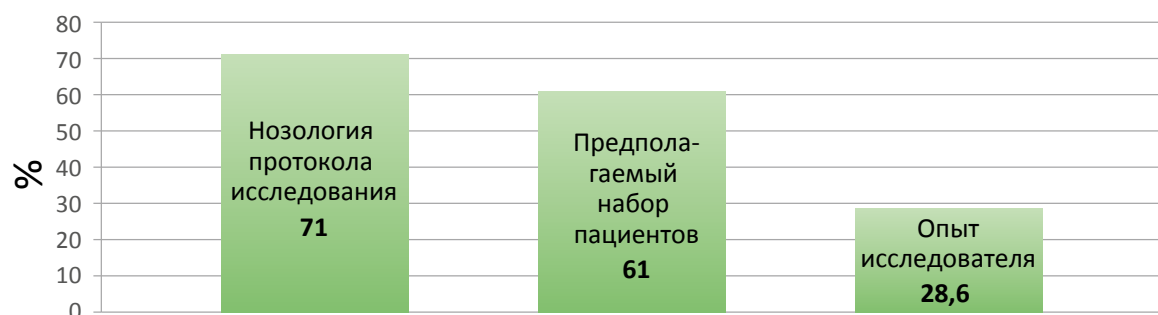 80
70
60
50
40
30
20
10
0
%
Нозология
протокола
исследования
71
Предпола-
гаемый
набор
пациентов
61
Опыт
исследователя
28,6